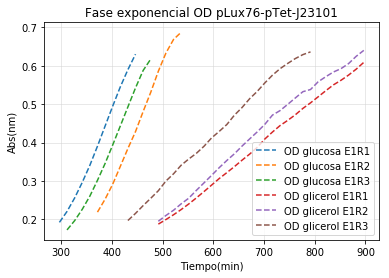 Fase exponencial OD pLux76-pTet-J23101
Abs(nm)
0.7
0.6
0.5
0.4
0.3
0.2
OD glucosa E1R1
OD glucosa E1R2
OD glucosa E1R3
OD glicerol E1R1
OD glicerol E1R2
OD glicerol E1R3
300 400 500 600 700 800 900
Tiempo(min)